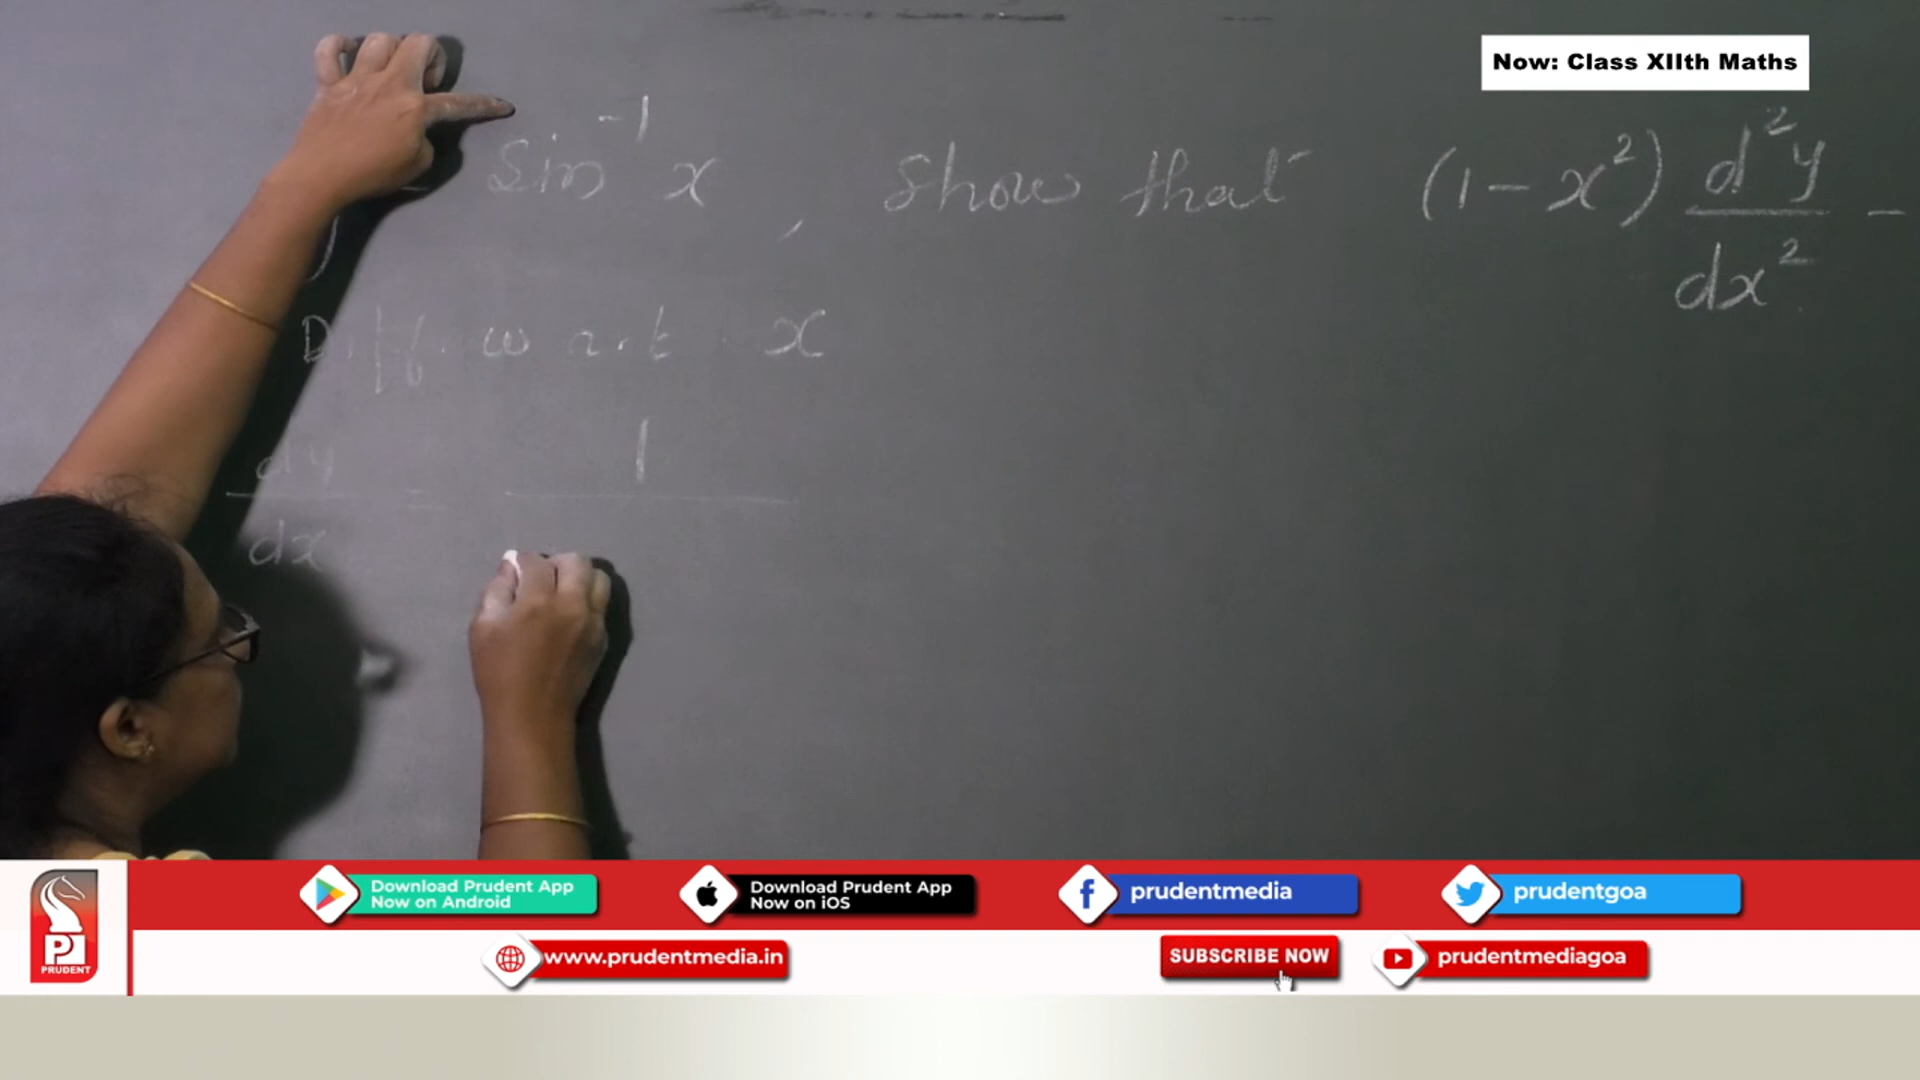 Now: Class XIIth Maths
y = Sin⁻¹ x , Show that (1 - x²) d²y/dx² -
Diff. w.r.t. x
dy/dx = 1
Download Prudent App
Now on Android
Download Prudent App
Now on iOS
prudentmedia
prudentgoa
PRUDENT
www.prudentmedia.in
SUBSCRIBE NOW
prudentmediagoa